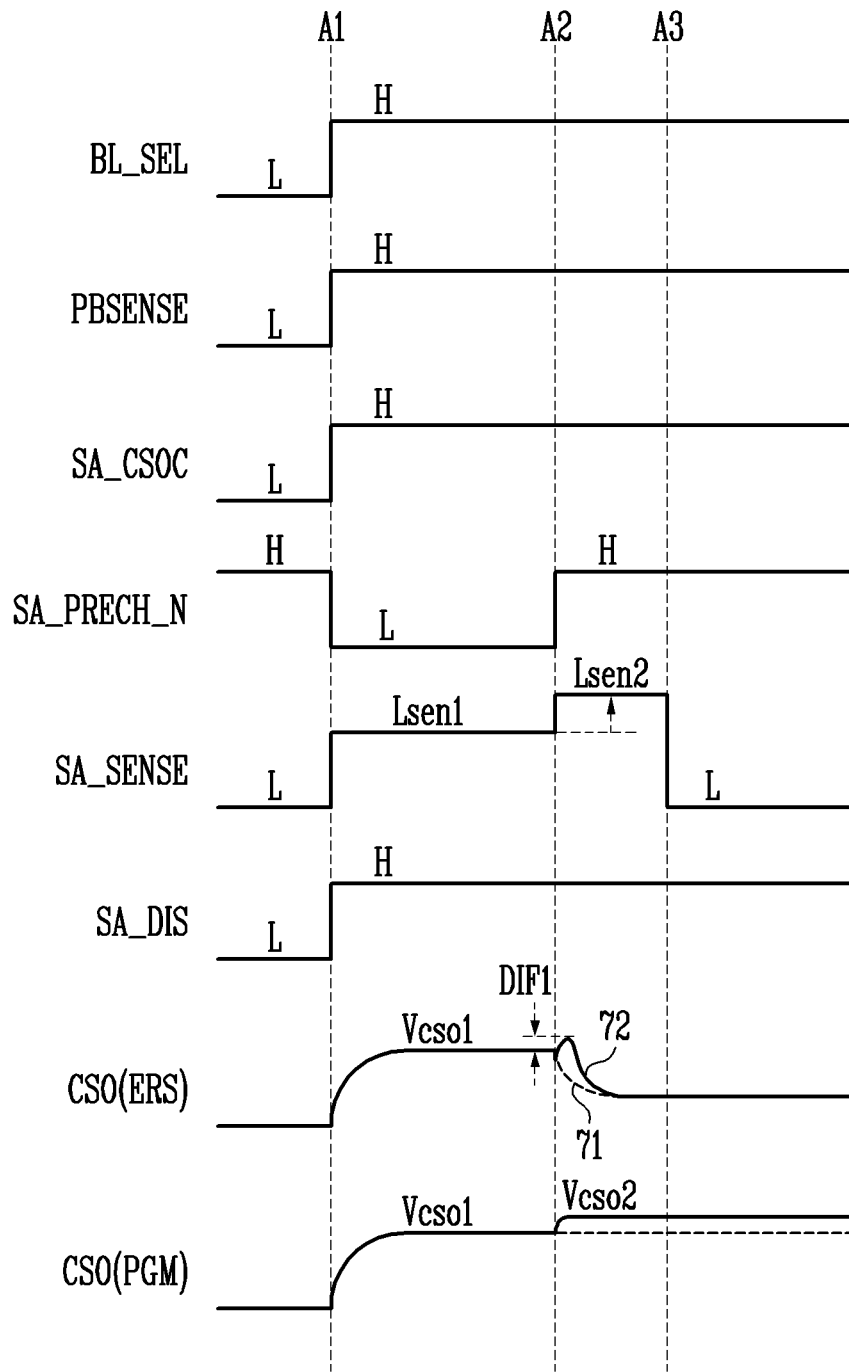 A1 A2 A3
H
BL_SEL L
H
PBSENSE L
H
SA_CSOC L
H H
SA_PRECH_N L
Lsen2
Lsen1
SA_SENSE L L
H
SA_DIS L
DIF1
Vcso1 72
CSO(ERS)
71
Vcso1 Vcso2
CSO(PGM)